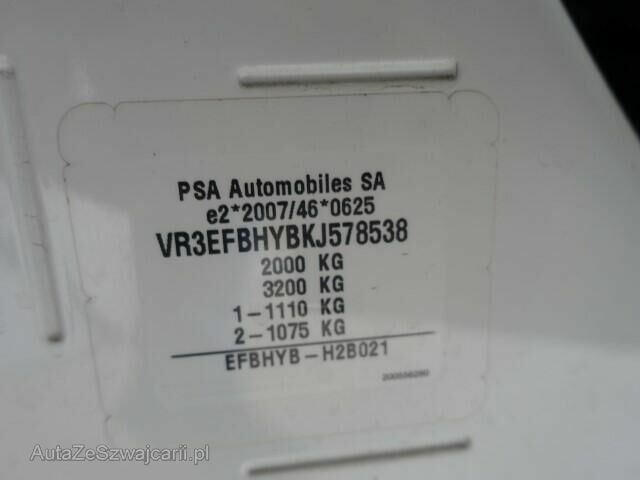 PSA Automobiles SA
e2*2007/46*0625
VR3EFBHYBKJ578538
2000 KG
3200 KG
1-1110 KG
2-1075 KG
EFBHYB-H2B021
AutaZeSzwajcarii.pl